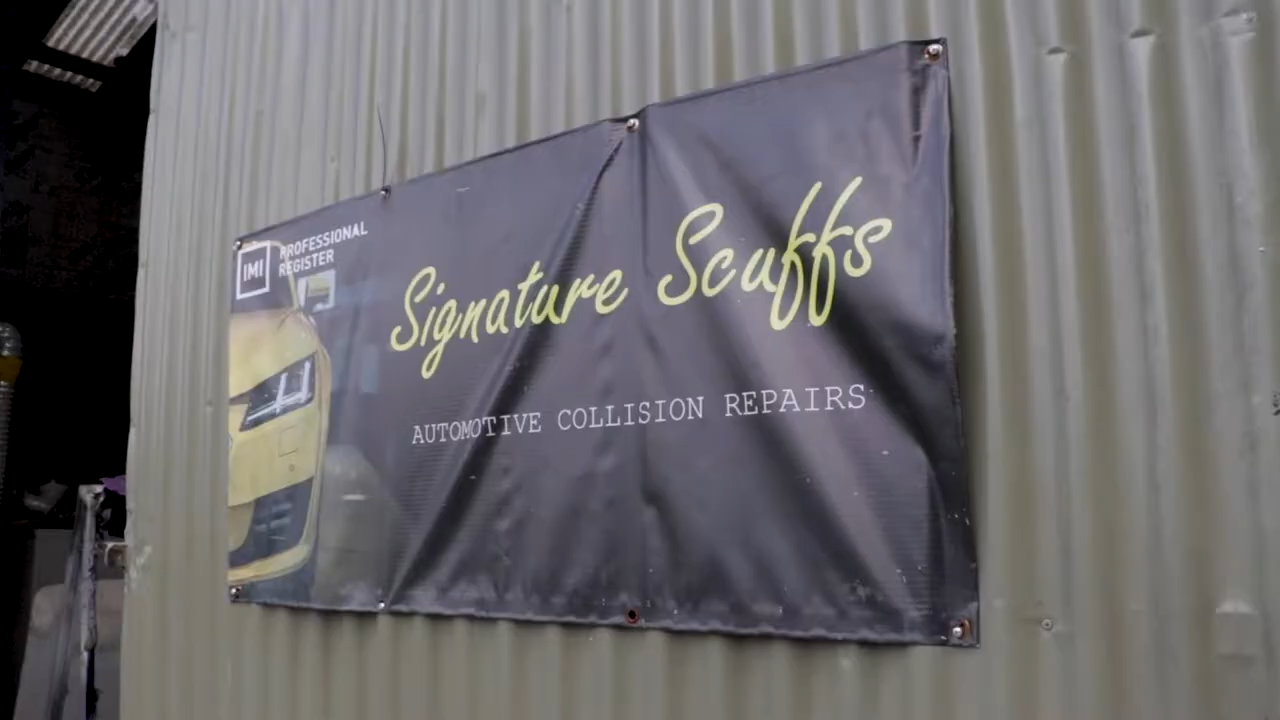 IMI
PROFESSIONAL
REGISTER
Signature Scuffs
AUTOMOTIVE COLLISION REPAIRS